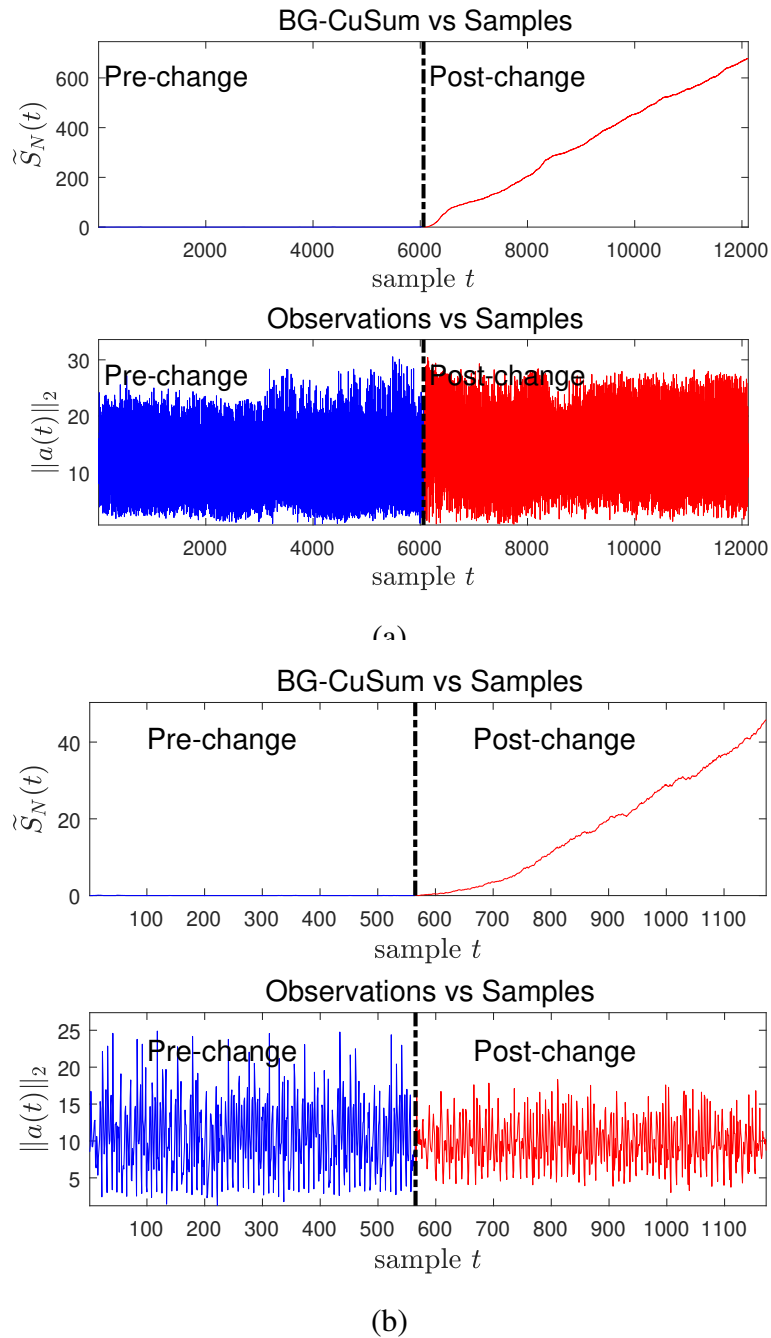 BG-CuSum vs Samples
Pre-change Post-change
S̃_N(t)
600
400
200
0
2000 4000 6000 8000 10000 12000
sample t
Observations vs Samples
Pre-change Post-change
||a(t)||_2
30
20
10
2000 4000 6000 8000 10000 12000
sample t
(a)
BG-CuSum vs Samples
Pre-change Post-change
S̃_N(t)
40
20
0
100 200 300 400 500 600 700 800 900 1000 1100
sample t
Observations vs Samples
Pre-change Post-change
||a(t)||_2
25
20
15
10
5
100 200 300 400 500 600 700 800 900 1000 1100
sample t
(b)